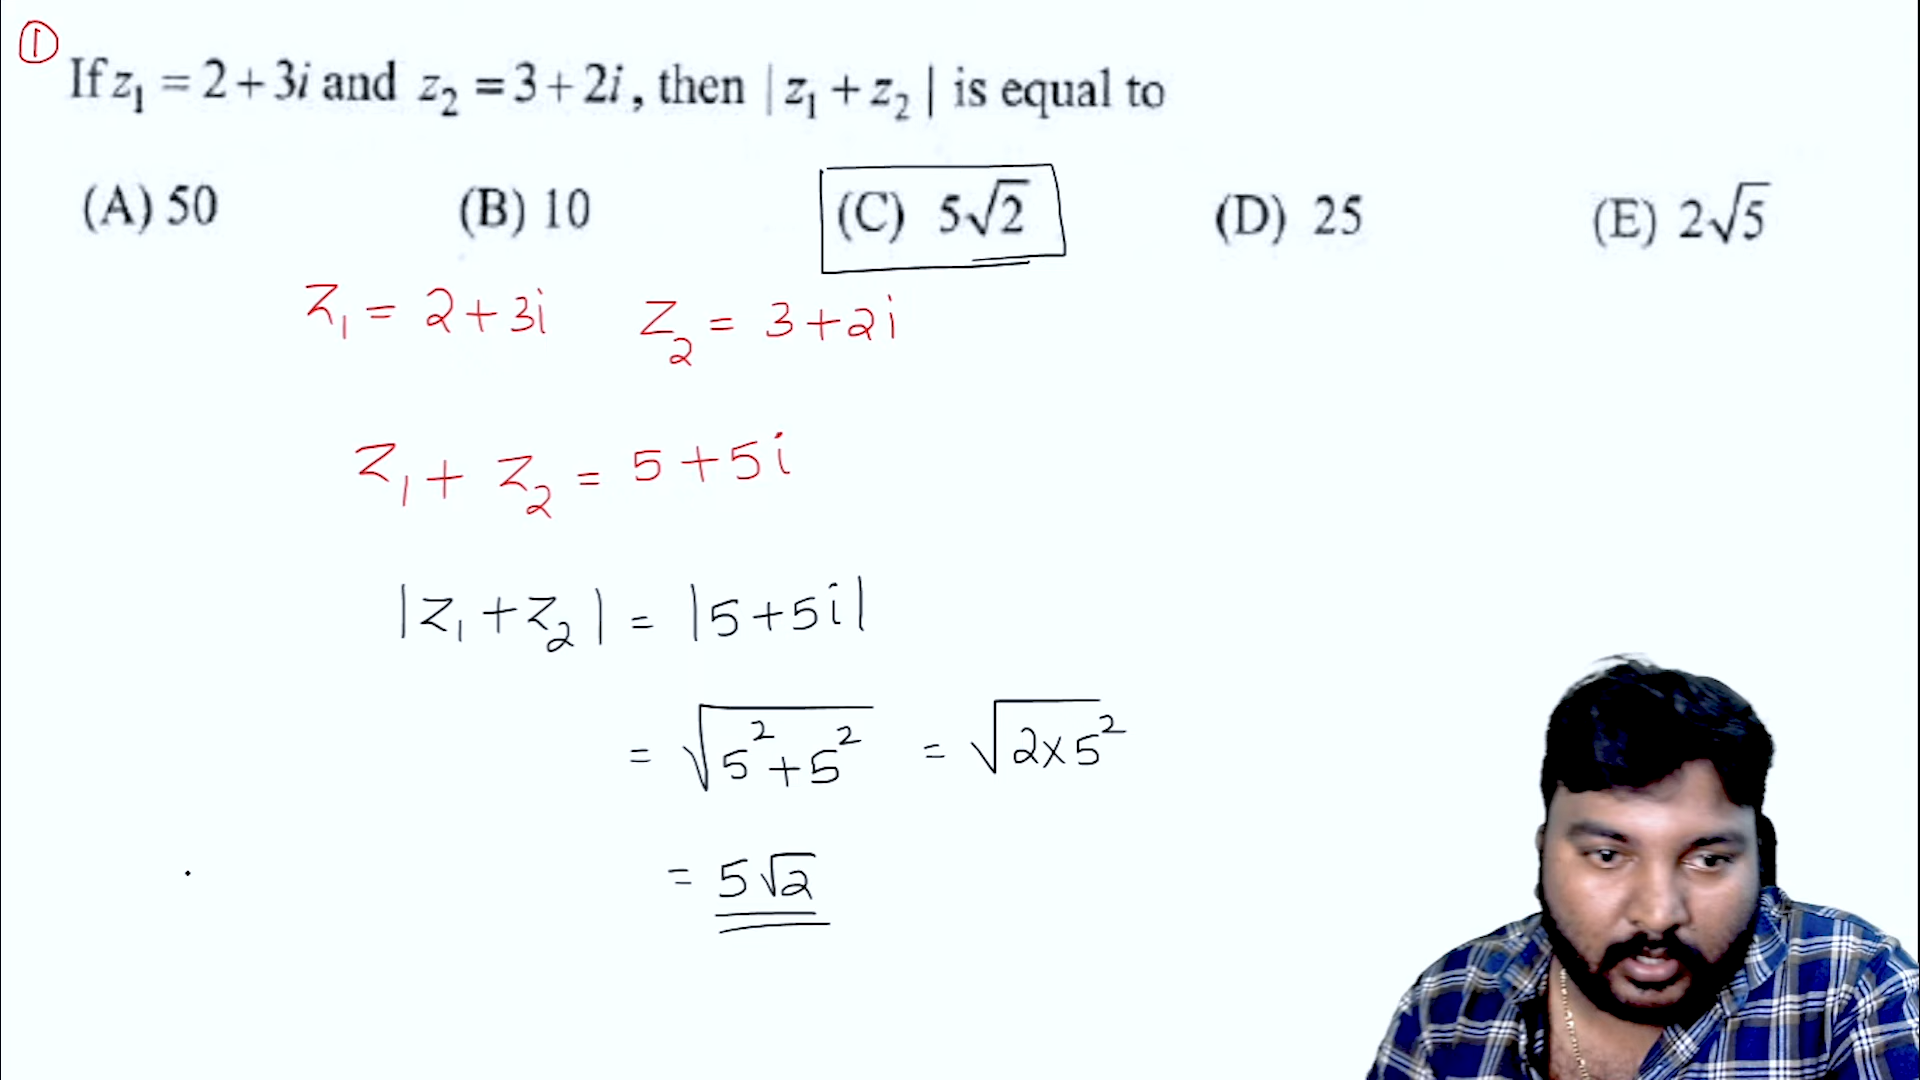 ①
If z₁ = 2+3i and z₂ = 3+2i, then |z₁+z₂| is equal to
(A) 50 (B) 10 (C) 5√2 (D) 25 (E) 2√5
z₁ = 2+3i z₂ = 3+2i
z₁+ z₂ = 5+5i
|z₁+z₂| = |5+5i|
= √(5²+5²) = √(2×5²)
= 5√2